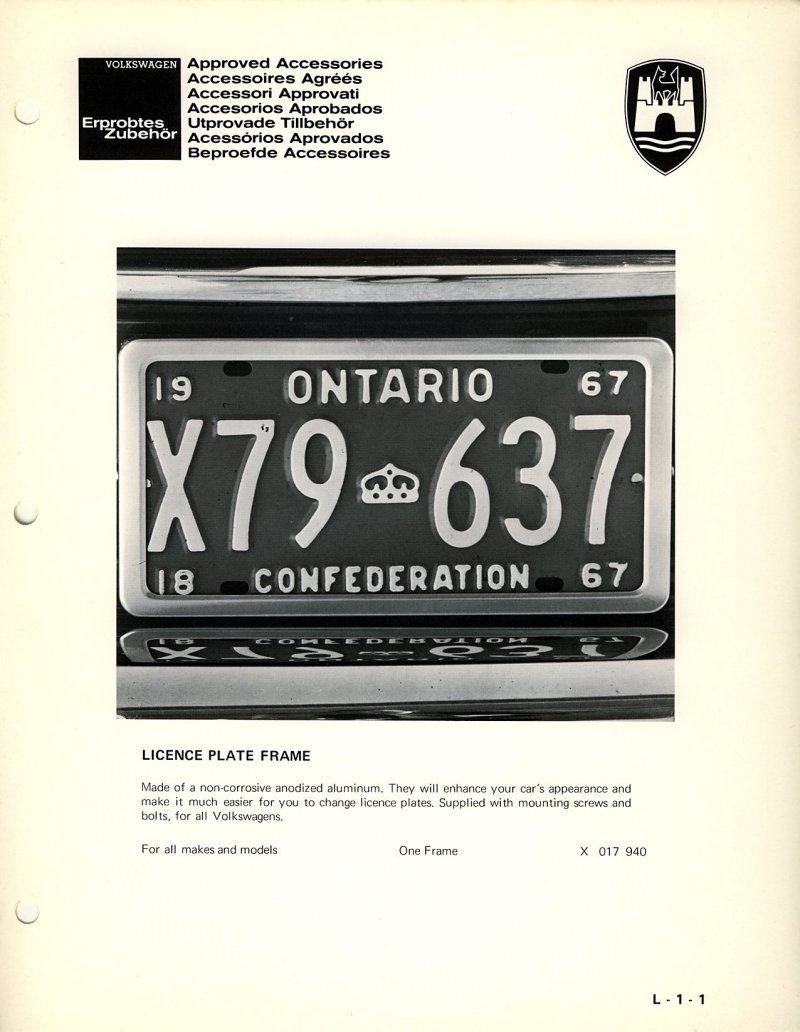 VOLKSWAGEN
Erprobtes
Zubehör
Approved Accessories
Accessoires Agréés
Accessori Approvati
Accesorios Aprobados
Utprovade Tillbehör
Acessórios Aprovados
Beproefde Accessoires
19 ONTARIO 67
X79 637
18 CONFEDERATION 67
18 CONFEDERATION 67
LICENCE PLATE FRAME
Made of a non-corrosive anodized aluminum. They will enhance your car's appearance and
make it much easier for you to change licence plates. Supplied with mounting screws and
bolts, for all Volkswagens.
For all makes and models One Frame X 017 940
L - 1 - 1